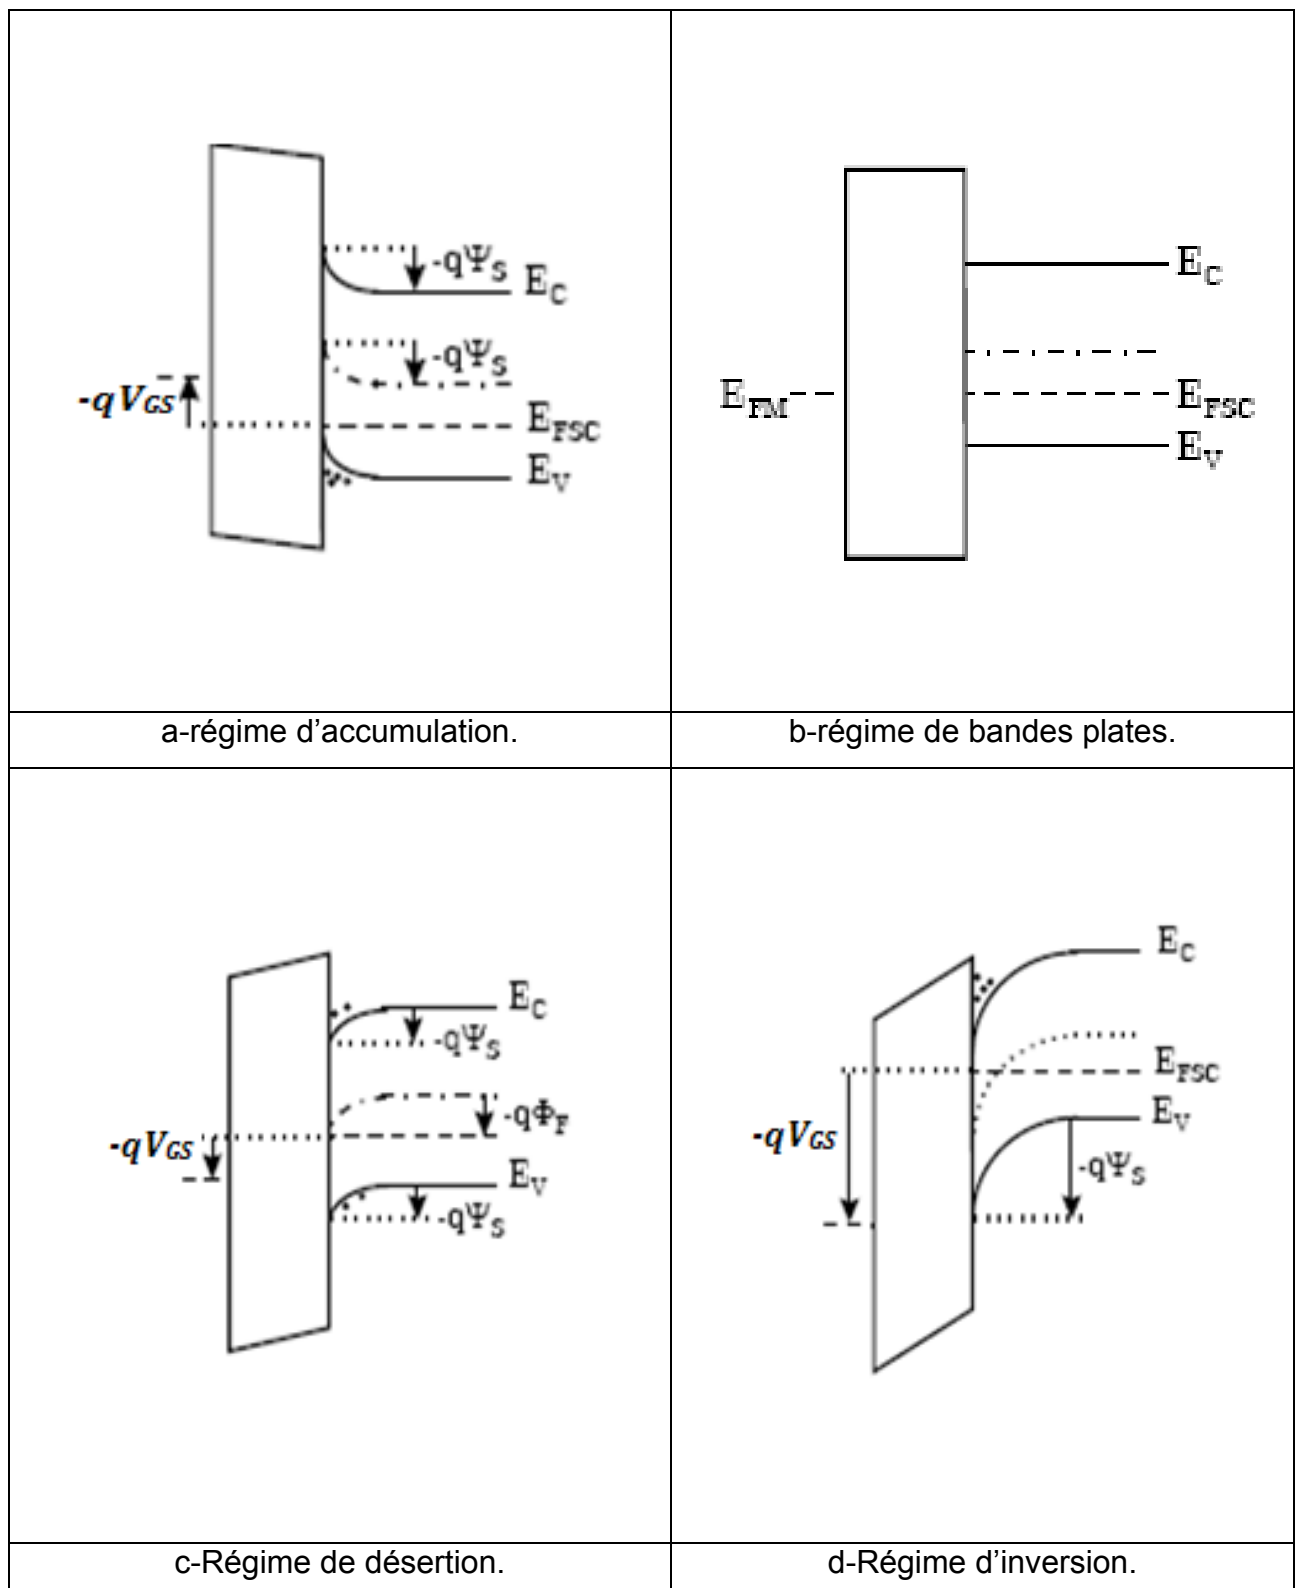 -qΨS
EC
-qΨS
-qVGS
EFSC
EV
a-régime d’accumulation.
EC
EFM
EFSC
EV
b-régime de bandes plates.
EC
-qΨS
-qΦF
-qVGS
EV
-qΨS
c-Régime de désertion.
EC
EFSC
EV
-qVGS
-qΨS
d-Régime d’inversion.